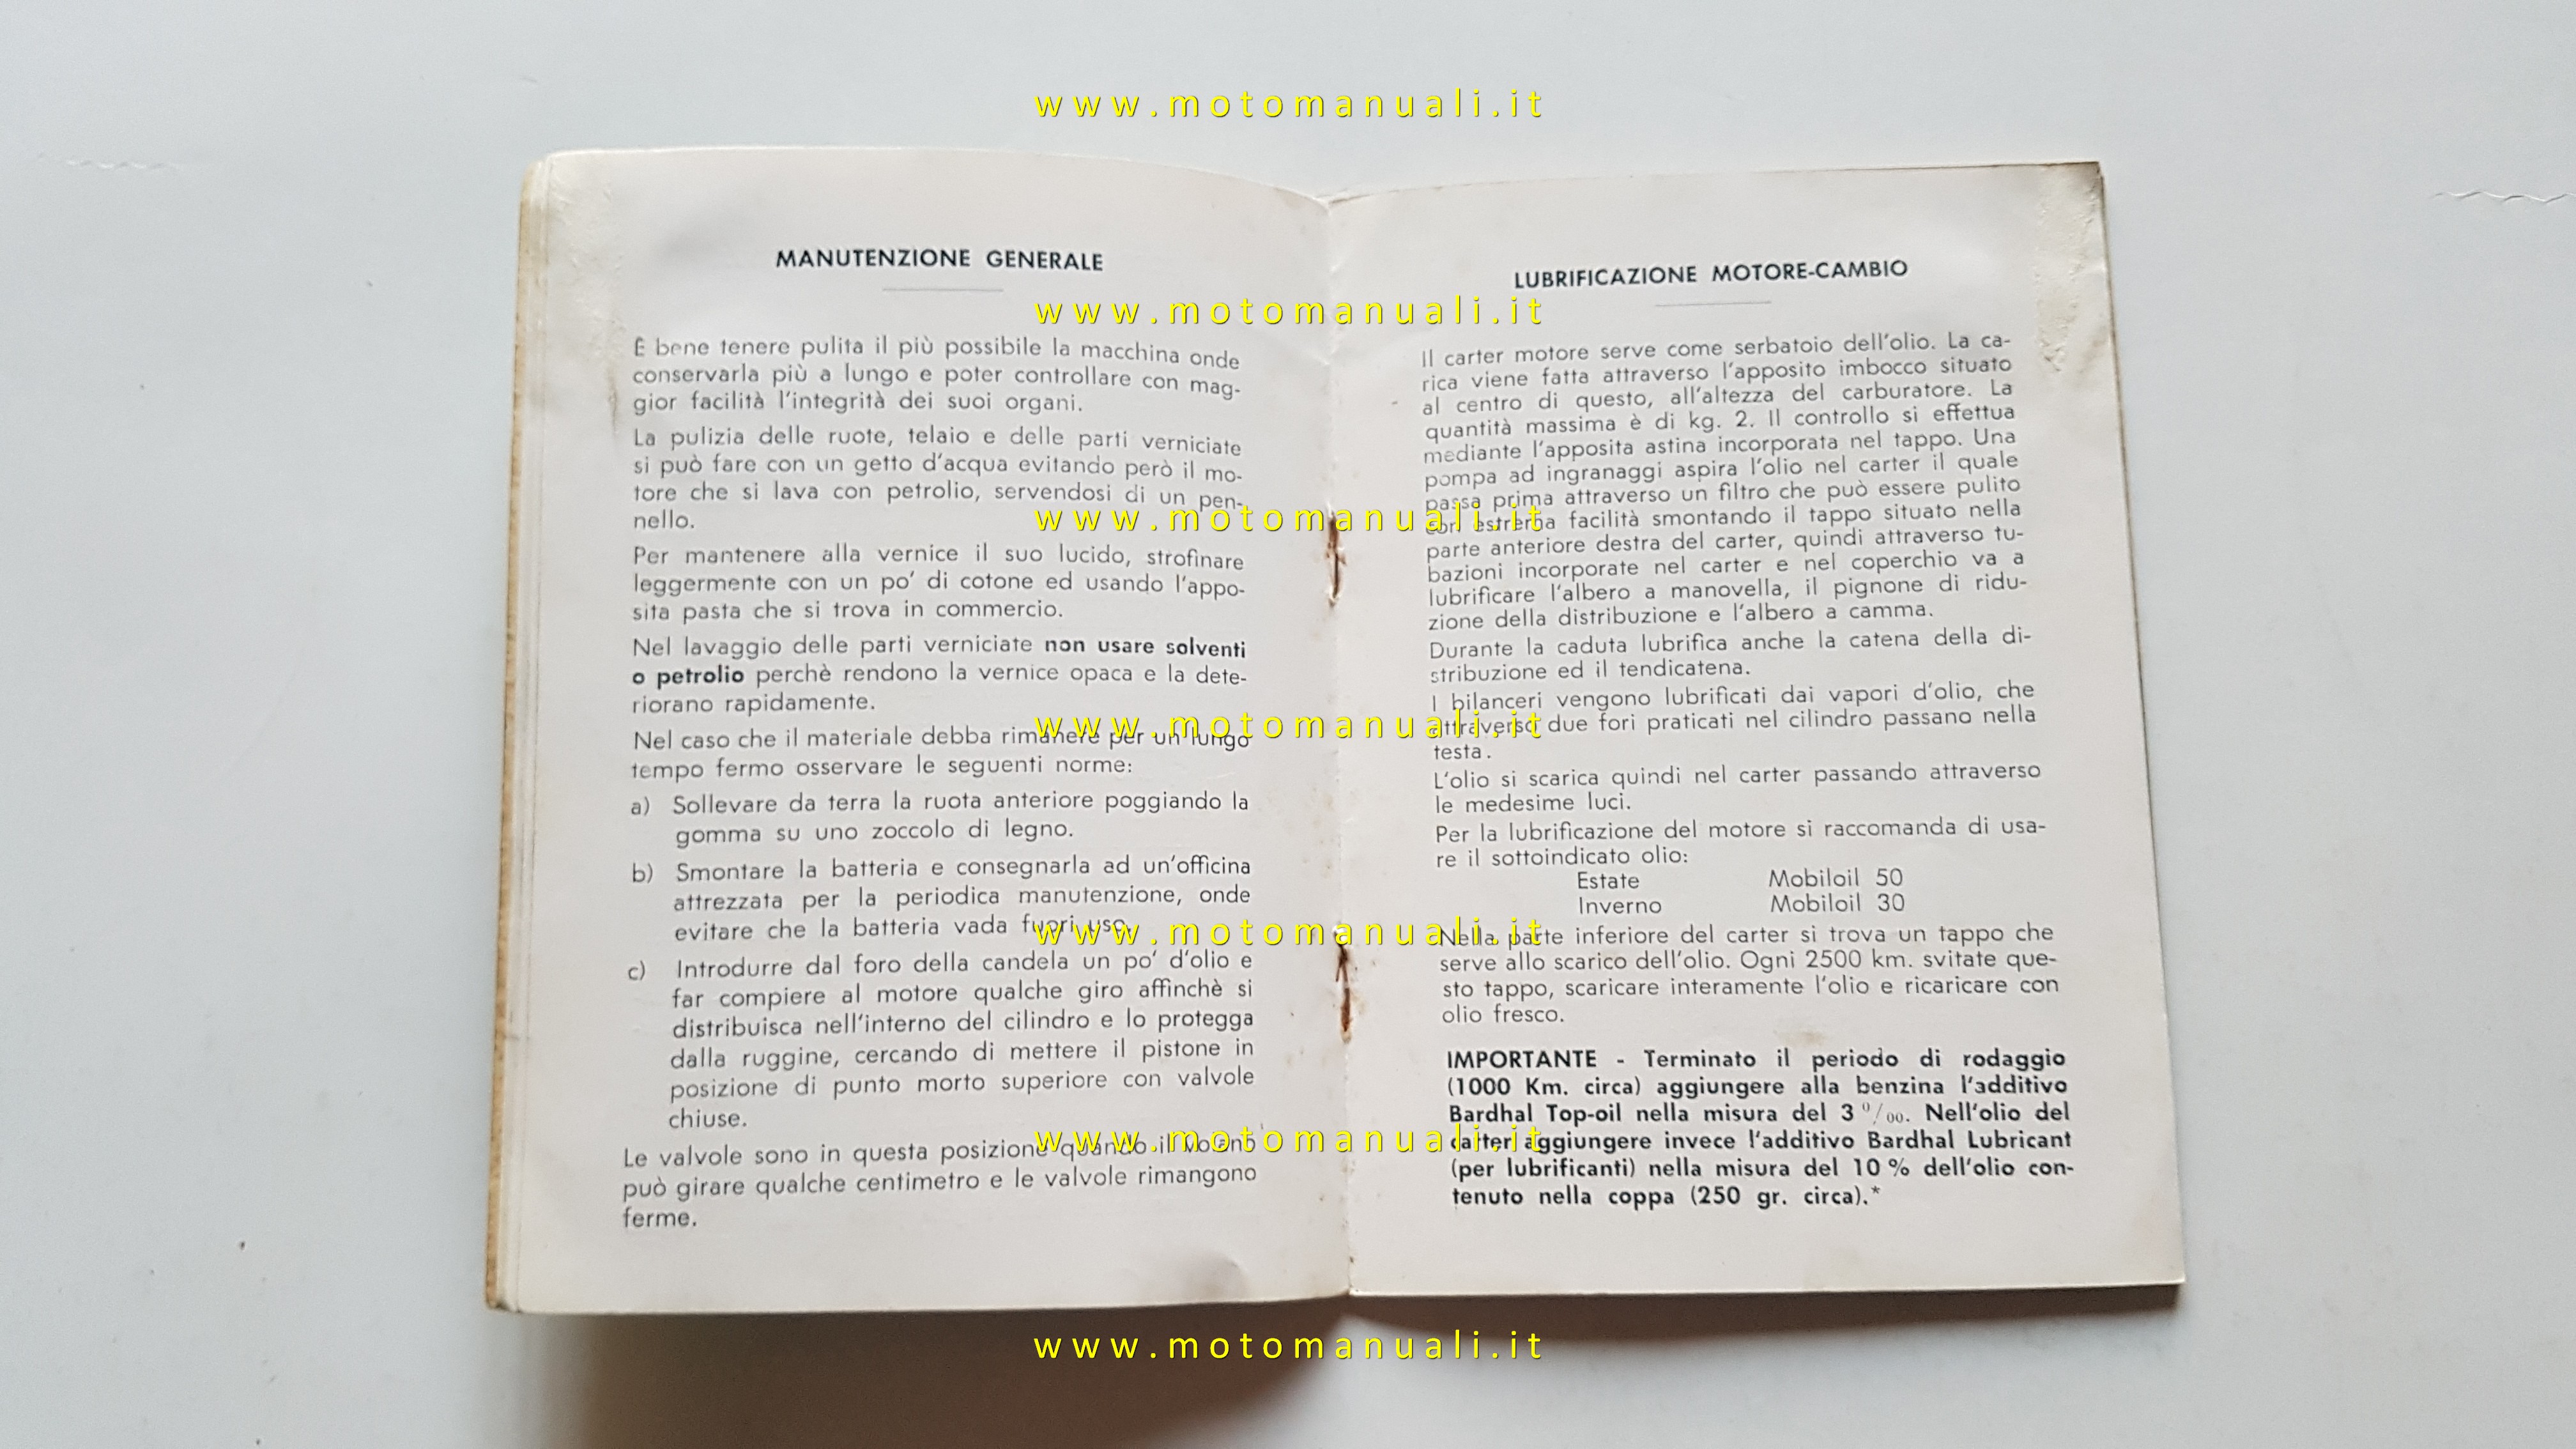 www.motomanuali.it
MANUTENZIONE GENERALE
È bene tenere pulita il più possibile la macchina onde
conservarla più a lungo e poter controllare con mag-
gior facilità l'integrità dei suoi organi.
La pulizia delle ruote, telaio e delle parti verniciate
si può fare con un getto d'acqua evitando però il mo-
tore che si lava con petrolio, servendosi di un pen-
nello.
Per mantenere alla vernice il suo lucido, strofinare
leggermente con un po' di cotone ed usando l'appo-
sita pasta che si trova in commercio.
Nel lavaggio delle parti verniciate non usare solventi
o petrolio perchè rendono la vernice opaca e la dete-
riorano rapidamente.
Nel caso che il materiale debba rimanere per un lungo
tempo fermo osservare le seguenti norme:
a) Sollevare da terra la ruota anteriore poggiando la
gomma su uno zoccolo di legno.
b) Smontare la batteria e consegnarla ad un'officina
attrezzata per la periodica manutenzione, onde
evitare che la batteria vada fuori uso.
c) Introdurre dal foro della candela un po' d'olio e
far compiere al motore qualche giro affinchè si
distribuisca nell'interno del cilindro e lo protegga
dalla ruggine, cercando di mettere il pistone in
posizione di punto morto superiore con valvole
chiuse.
Le valvole sono in questa posizione quando il volano
può girare qualche centimetro e le valvole rimangono
ferme.
LUBRIFICAZIONE MOTORE-CAMBIO
Il carter motore serve come serbatoio dell'olio. La ca-
rica viene fatta attraverso l'apposito imbocco situato
al centro di questo, all'altezza del carburatore. La
quantità massima è di kg. 2. Il controllo si effettua
mediante l'apposita astina incorporata nel tappo. Una
pompa ad ingranaggi aspira l'olio nel carter il quale
passa prima attraverso un filtro che può essere pulito
con estrema facilità smontando il tappo situato nella
parte anteriore destra del carter, quindi attraverso tu-
bazioni incorporate nel carter e nel coperchio va a
lubrificare l'albero a manovella, il pignone di ridu-
zione della distribuzione e l'albero a camma.
Durante la caduta lubrifica anche la catena della di-
stribuzione ed il tendicatena.
I bilanceri vengono lubrificati dai vapori d'olio, che
attraverso due fori praticati nel cilindro passano nella
testa.
L'olio si scarica quindi nel carter passando attraverso
le medesime luci.
Per la lubrificazione del motore si raccomanda di usa-
re il sottoindicato olio:
Estate Mobiloil 50
Inverno Mobiloil 30
Nella parte inferiore del carter si trova un tappo che
serve allo scarico dell'olio. Ogni 2500 km. svitate que-
sto tappo, scaricare interamente l'olio e ricaricare con
olio fresco.
IMPORTANTE - Terminato il periodo di rodaggio
(1000 Km. circa) aggiungere alla benzina l'additivo
Bardhal Top-oil nella misura del 3 ⁰/₀₀. Nell'olio del
carter aggiungere invece l'additivo Bardhal Lubricant
(per lubrificanti) nella misura del 10 % dell'olio con-
tenuto nella coppa (250 gr. circa).*
www.motomanuali.it
www.motomanuali.it
www.motomanuali.it
www.motomanuali.it
www.motomanuali.it
www.motomanuali.it